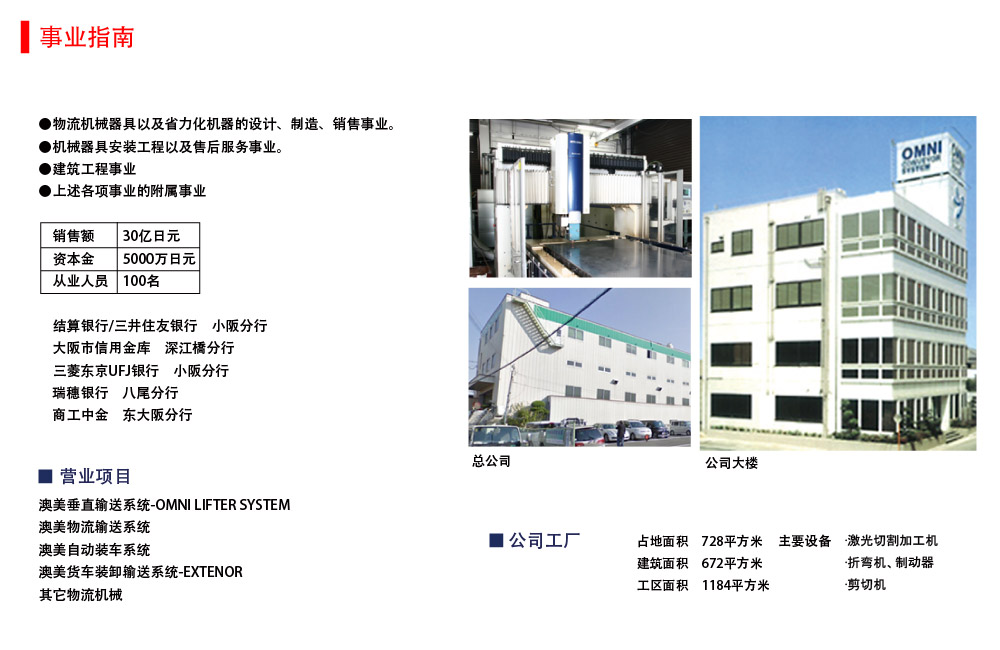 事业指南
●物流机械器具以及省力化机器的设计、制造、销售事业。
●机械器具安装工程以及售后服务事业。
●建筑工程事业
●上述各项事业的附属事业
销售额 30亿日元
资本金 5000万日元
从业人员 100名
结算银行/三井住友银行 小阪分行
大阪市信用金库 深江橋分行
三菱东京UFJ银行 小阪分行
瑞穗银行 八尾分行
商工中金 东大阪分行
■ 营业项目
澳美垂直输送系统-OMNI LIFTER SYSTEM
澳美物流输送系统
澳美自动装车系统
澳美货车装卸输送系统-EXTENOR
其它物流机械
OMNI
CONVEYOR
SYSTEM
总公司
公司大楼
■ 公司工厂
占地面积 728平方米 主要设备 ·激光切割加工机
建筑面积 672平方米 ·折弯机、制动器
工区面积 1184平方米 ·剪切机